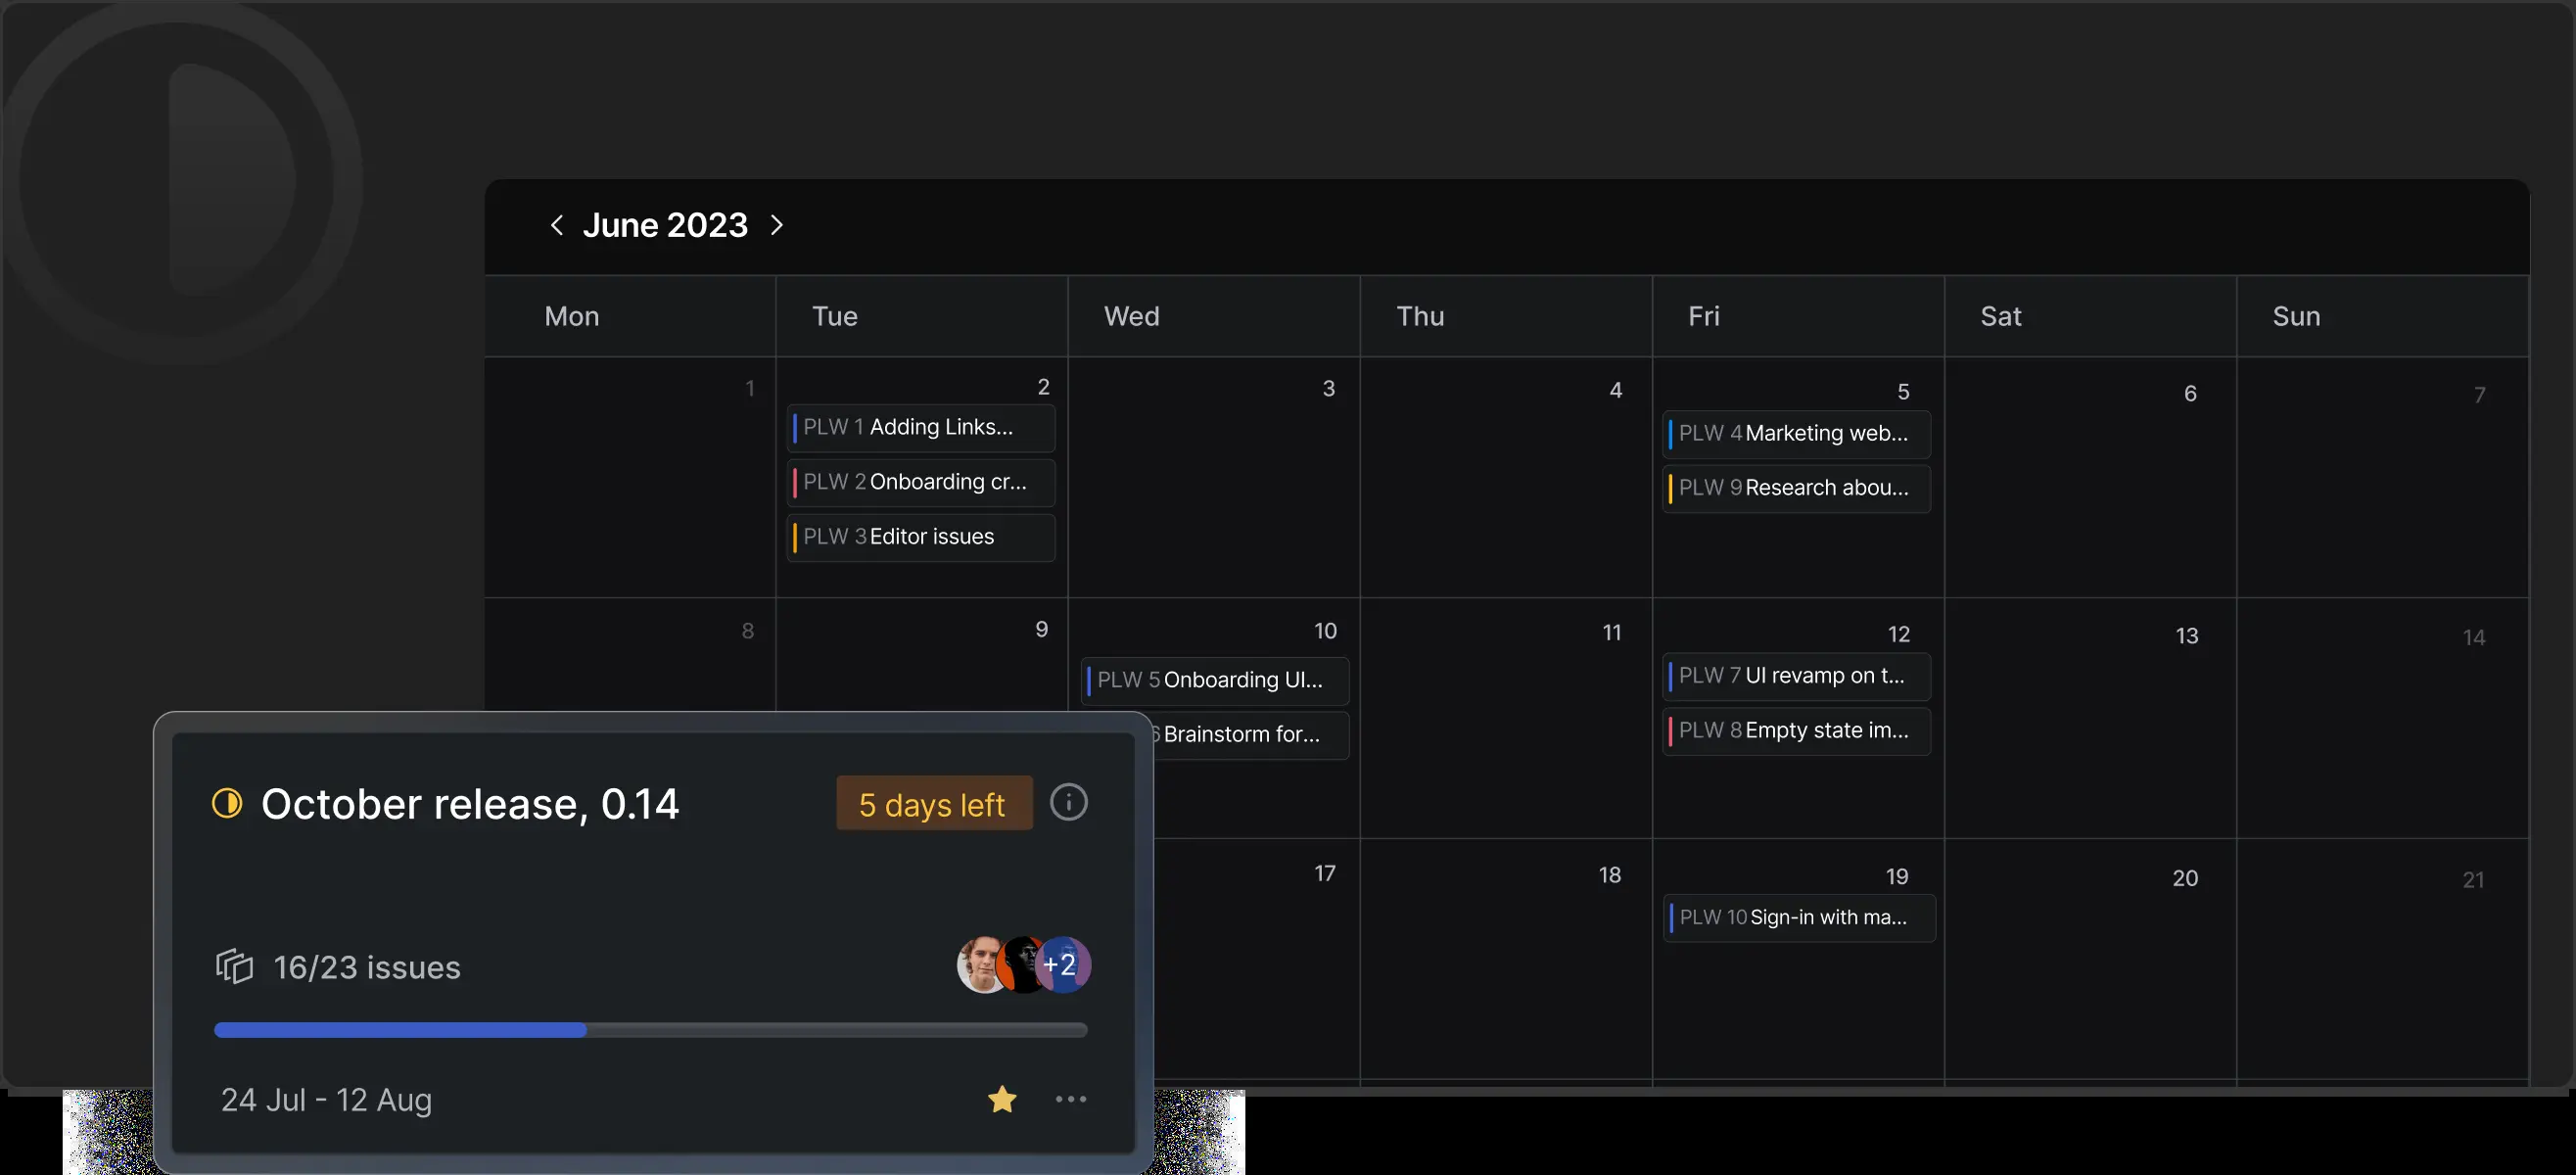 June 2023
Mon Tue Wed Thu Fri Sat Sun
1 2 3 4 5 6 7
PLW 1 Adding Links...
PLW 2 Onboarding cr...
PLW 3 Editor issues
PLW 4 Marketing web...
PLW 9 Research abou...
8 9 10 11 12 13 14
PLW 5 Onboarding UI...
6 Brainstorm for...
PLW 7 UI revamp on t...
PLW 8 Empty state im...
17 18 19 20 21
PLW 10 Sign-in with ma...
October release, 0.14
5 days left
16/23 issues
+2
24 Jul - 12 Aug